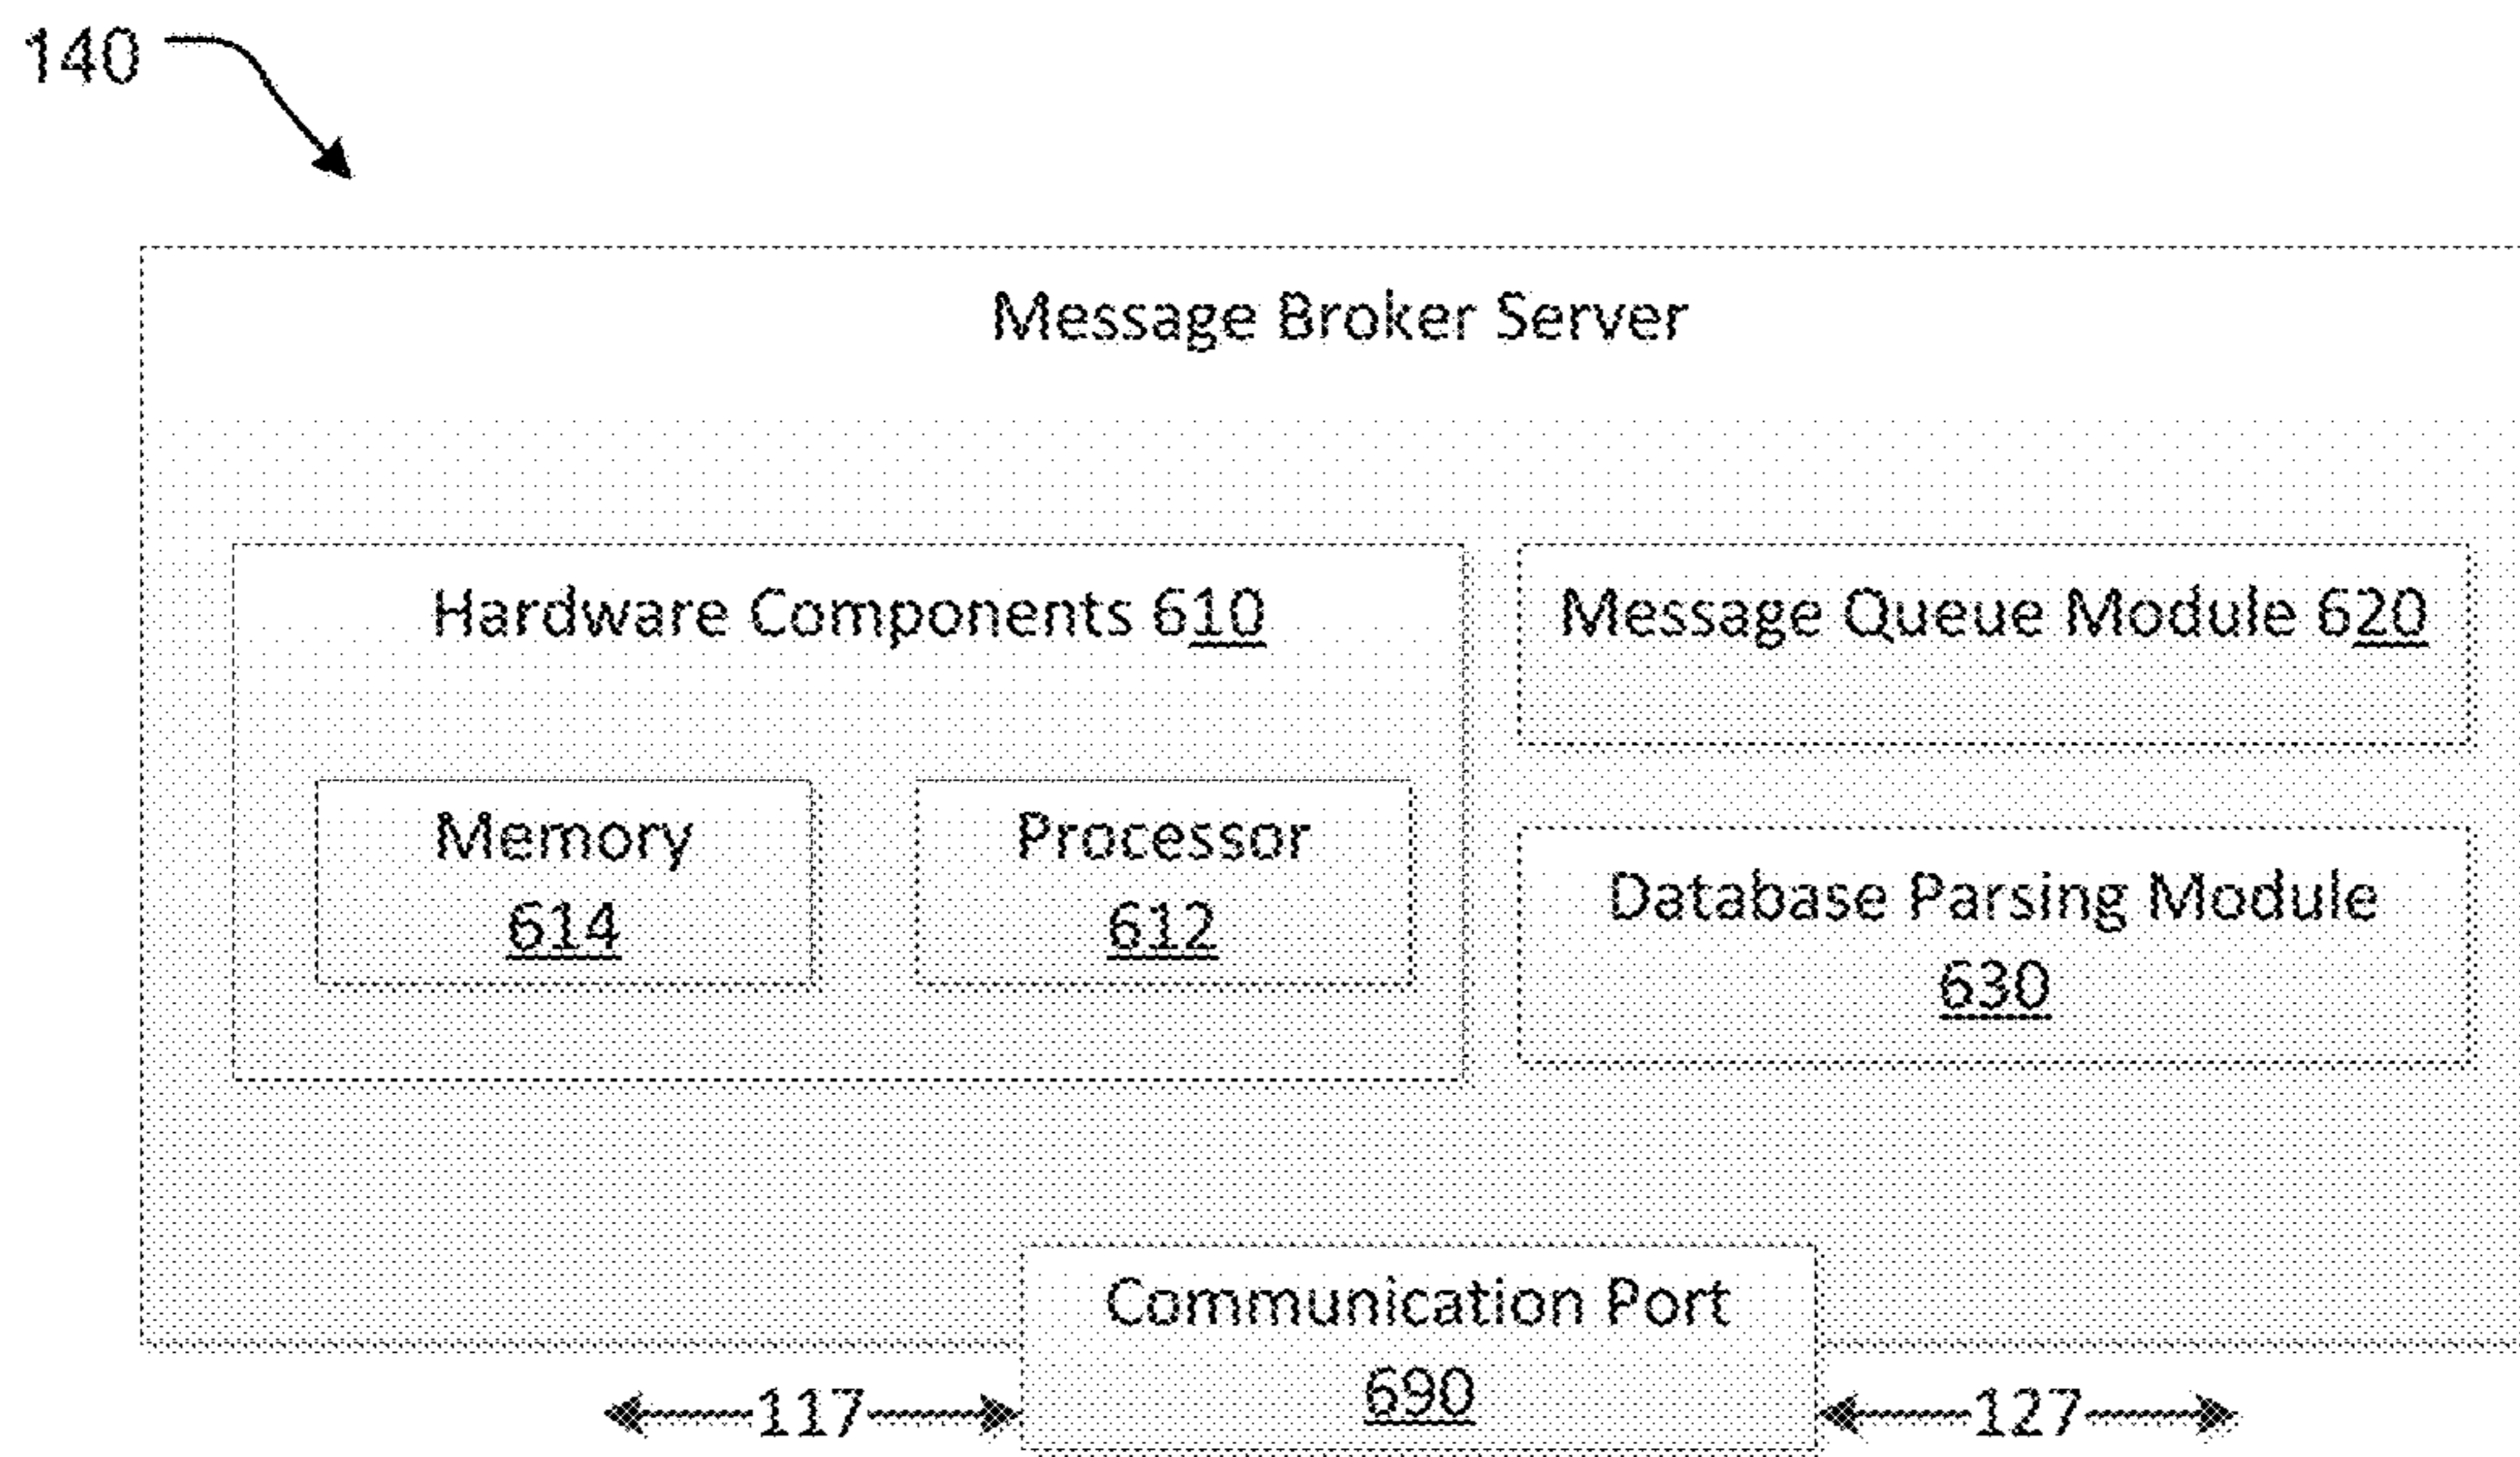 140
Message Broker Server
Hardware Components 610
Message Queue Module 620
Memory
614
Processor
612
Database Parsing Module
630
Communication Port
690
117
127